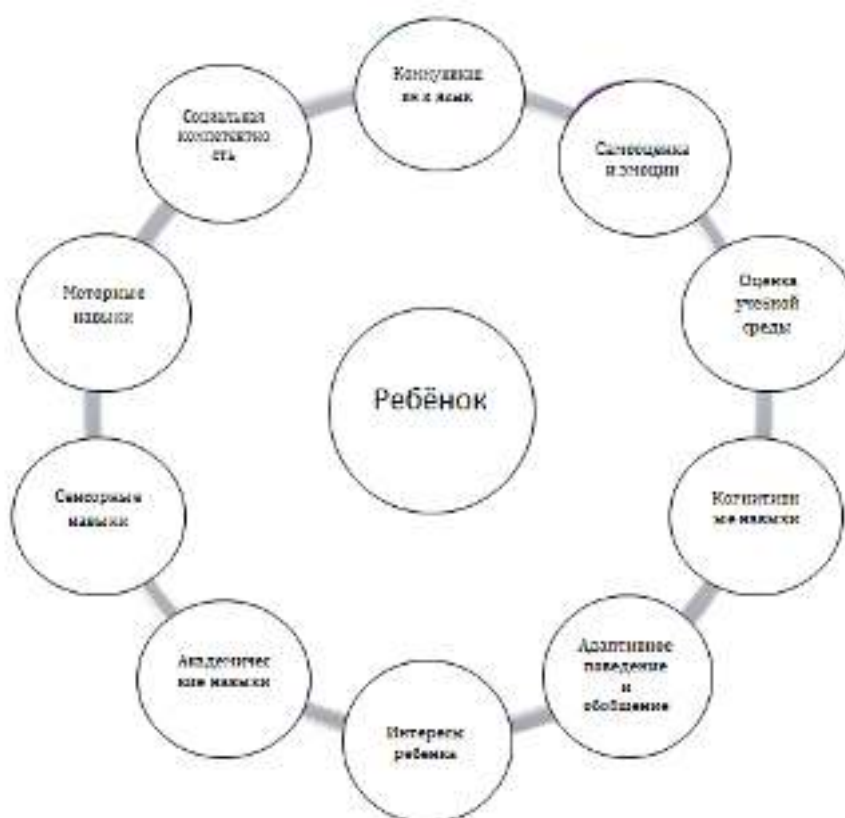 Коммуникац
ия и язык
Самооценка
и эмоции
Оценка
учебной
среды
Когнитивн
ые навыки
Адаптивное
поведение
и
обобщение
Интересы
ребенка
Академичес
кие навыки
Сенсорные
навыки
Моторные
навыки
Социальная
компетентно
сть
Ребёнок